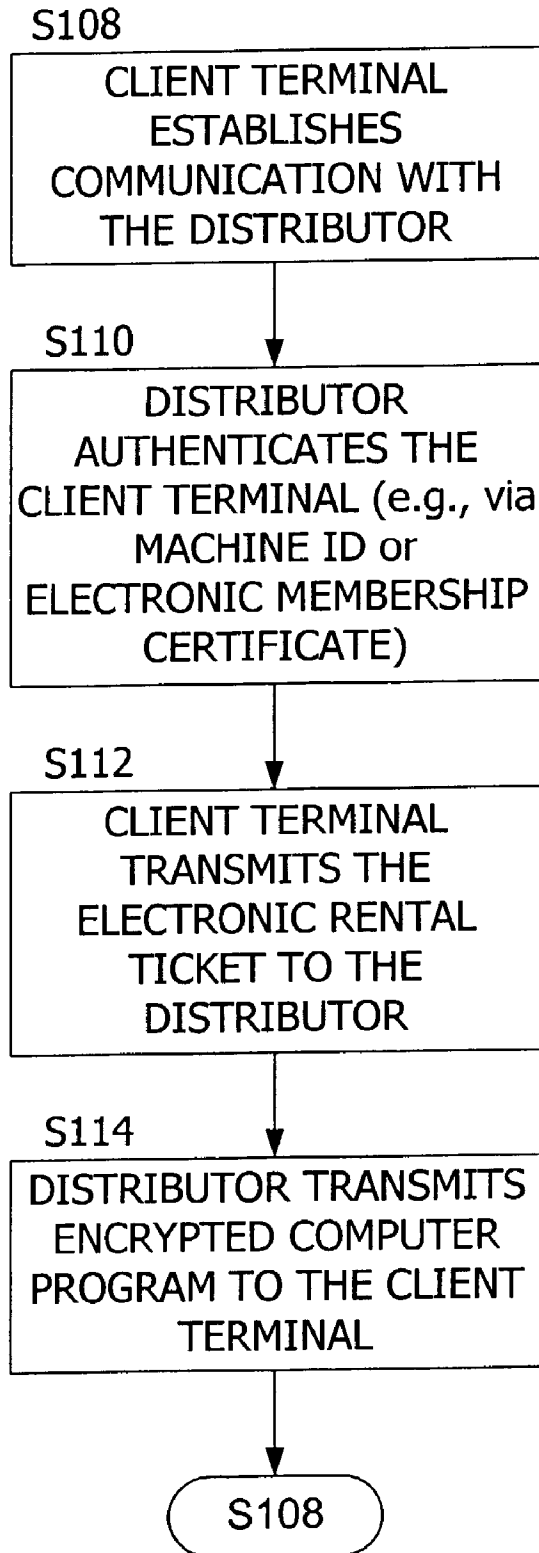 S108
CLIENT TERMINAL
ESTABLISHES
COMMUNICATION WITH
THE DISTRIBUTOR
S110
DISTRIBUTOR
AUTHENTICATES THE
CLIENT TERMINAL (e.g., via
MACHINE ID or
ELECTRONIC MEMBERSHIP
CERTIFICATE)
S112
CLIENT TERMINAL
TRANSMITS THE
ELECTRONIC RENTAL
TICKET TO THE
DISTRIBUTOR
S114
DISTRIBUTOR TRANSMITS
ENCRYPTED COMPUTER
PROGRAM TO THE CLIENT
TERMINAL
S108